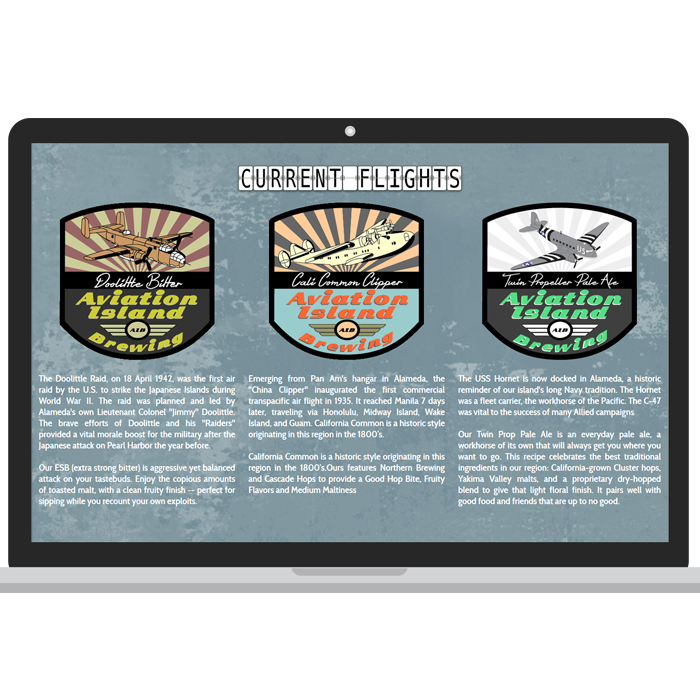 CURRENT FLIGHTS
Doolittle Bitter
Aviation
Island
AIB
Brewing
The Doolittle Raid, on 18 April 1942, was the first air
raid by the U.S. to strike the Japanese Islands during
World War II. The raid was planned and led by
Alameda's own Lieutenant Colonel "Jimmy" Doolittle.
The brave efforts of Doolittle and his "Raiders"
provided a vital morale boost for the military after the
Japanese attack on Pearl Harbor the year before.
Our ESB (extra strong bitter) is aggressive yet balanced
attack on your tastebuds. Enjoy the copious amounts
of toasted malt, with a clean fruity finish -- perfect for
sipping while you recount your own exploits.
Cali Common Clipper
Aviation
Island
AIB
Brewing
Emerging from Pan Am's hangar in Alameda, the
"China Clipper" inaugurated the first commercial
transpacific air flight in 1935. It reached Manila 7 days
later, traveling via Honolulu, Midway Island, Wake
Island, and Guam. California Common is a historic style
originating in this region in the 1800's.
California Common is a historic style originating in this
region in the 1800's.Ours features Northern Brewing
and Cascade Hops to provide a Good Hop Bite, Fruity
Flavors and Medium Maltiness
Twin Propeller Pale Ale
Aviation
Island
AIB
Brewing
The USS Hornet is now docked in Alameda, a historic
reminder of our island's long Navy tradition. The Hornet
was a fleet carrier, the workhorse of the Pacific. The C-47
was vital to the success of many Allied campaigns
Our Twin Prop Pale Ale is an everyday pale ale, a
workhorse of its own that will always get you where you
want to go. This recipe celebrates the best traditional
ingredients in our region: California-grown Cluster hops,
Yakima Valley malts, and a proprietary dry-hopped
blend to give that light floral finish. It pairs well with
good food and friends that are up to no good.